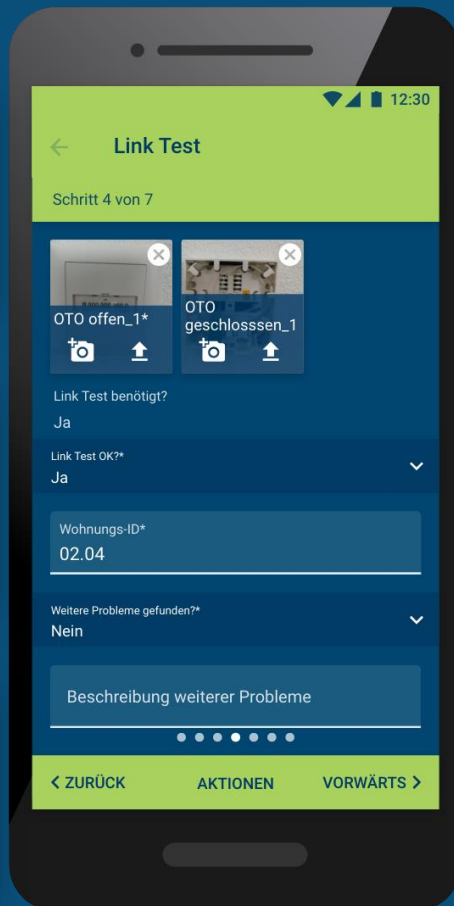 12:30
Link Test
Schritt 4 von 7
OTO offen_1*
OTO
geschlosssen_1
Link Test benötigt?
Ja
Link Test OK?*
Ja
Wohnungs-ID*
02.04
Weitere Probleme gefunden?*
Nein
Beschreibung weiterer Probleme
ZURÜCK
AKTIONEN
VORWÄRTS